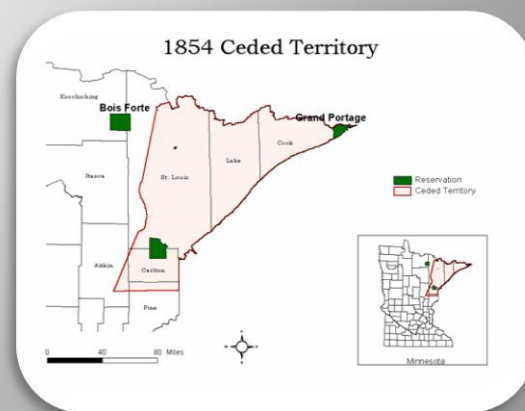 1854 Ceded Territory
Koochiching
Bois Forte
Grand Portage
Cook
Lake
St. Louis
Itasca
Reservation
Ceded Territory
Aitkin
Carlton
Pine
0 40 80 Miles
Minnesota